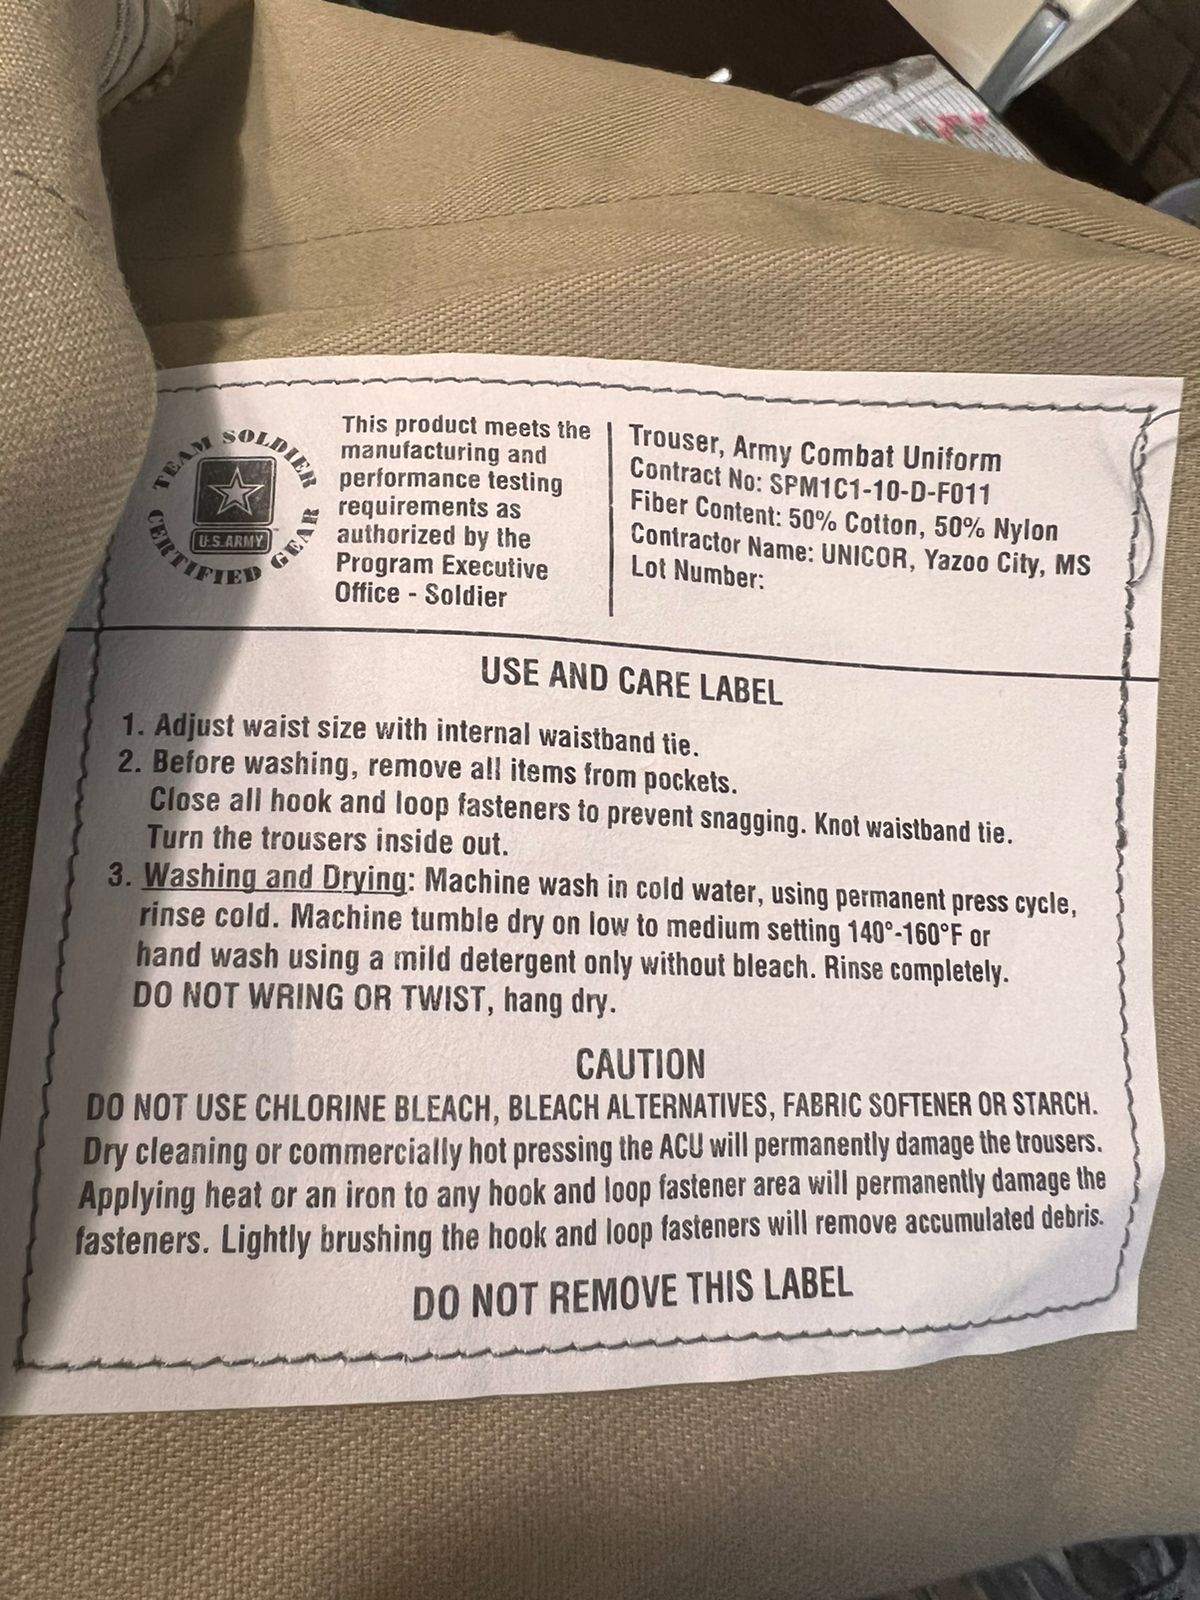 TEAM SOLDIER
CERTIFIED GEAR
U.S.ARMY
This product meets the
manufacturing and
performance testing
requirements as
authorized by the
Program Executive
Office - Soldier
Trouser, Army Combat Uniform
Contract No: SPM1C1-10-D-F011
Fiber Content: 50% Cotton, 50% Nylon
Contractor Name: UNICOR, Yazoo City, MS
Lot Number:
USE AND CARE LABEL
1. Adjust waist size with internal waistband tie.
2. Before washing, remove all items from pockets.
Close all hook and loop fasteners to prevent snagging. Knot waistband tie.
Turn the trousers inside out.
3. Washing and Drying: Machine wash in cold water, using permanent press cycle,
rinse cold. Machine tumble dry on low to medium setting 140°-160°F or
hand wash using a mild detergent only without bleach. Rinse completely.
DO NOT WRING OR TWIST, hang dry.
CAUTION
DO NOT USE CHLORINE BLEACH, BLEACH ALTERNATIVES, FABRIC SOFTENER OR STARCH.
Dry cleaning or commercially hot pressing the ACU will permanently damage the trousers.
Applying heat or an iron to any hook and loop fastener area will permanently damage the
fasteners. Lightly brushing the hook and loop fasteners will remove accumulated debris.
DO NOT REMOVE THIS LABEL